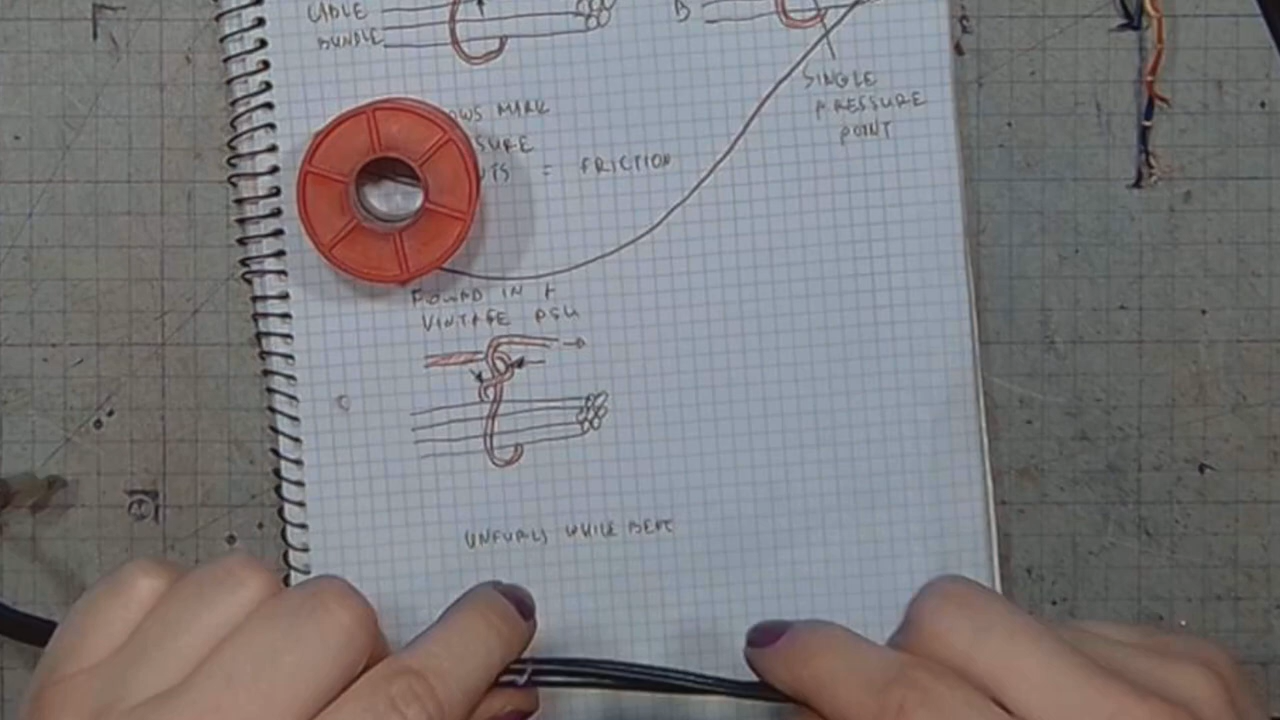 CABLE
BUNDLE
B
SINGLE
PRESSURE
POINT
OWS MARK
SURE
TS = FRICTION
FOUND IN A
VINTAGE PSU
UNFURLS WHILE BENT